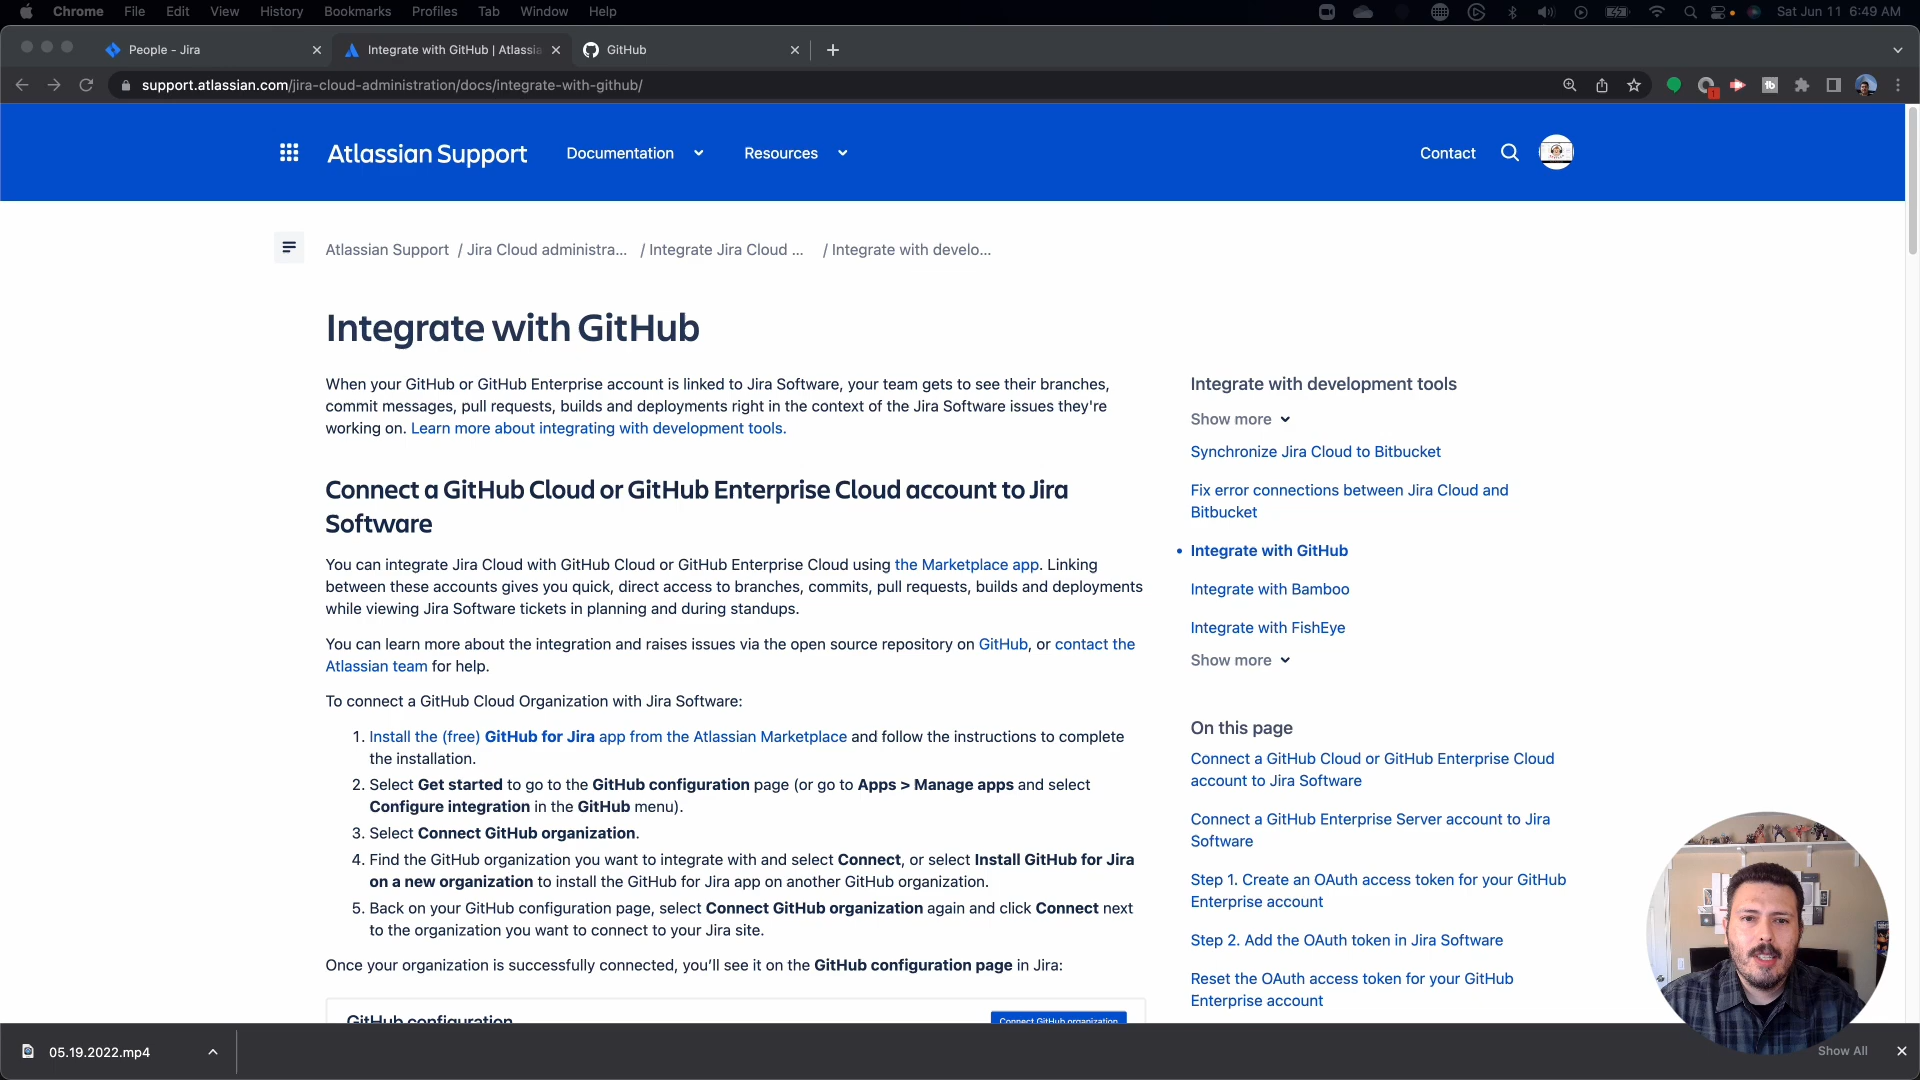 Chrome File Edit View History Bookmarks Profiles Tab Window Help Sat Jun 11 6:49 AM
People - Jira Integrate with GitHub | Atlassia GitHub
support.atlassian.com/jira-cloud-administration/docs/integrate-with-github/
Atlassian Support Documentation Resources Contact
Atlassian Support / Jira Cloud administra... / Integrate Jira Cloud ... / Integrate with develo...
Integrate with GitHub
When your GitHub or GitHub Enterprise account is linked to Jira Software, your team gets to see their branches,
commit messages, pull requests, builds and deployments right in the context of the Jira Software issues they're
working on. Learn more about integrating with development tools.
Connect a GitHub Cloud or GitHub Enterprise Cloud account to Jira
Software
You can integrate Jira Cloud with GitHub Cloud or GitHub Enterprise Cloud using the Marketplace app. Linking
between these accounts gives you quick, direct access to branches, commits, pull requests, builds and deployments
while viewing Jira Software tickets in planning and during standups.
You can learn more about the integration and raises issues via the open source repository on GitHub, or contact the
Atlassian team for help.
To connect a GitHub Cloud Organization with Jira Software:
1. Install the (free) GitHub for Jira app from the Atlassian Marketplace and follow the instructions to complete
the installation.
2. Select Get started to go to the GitHub configuration page (or go to Apps > Manage apps and select
Configure integration in the GitHub menu).
3. Select Connect GitHub organization.
4. Find the GitHub organization you want to integrate with and select Connect, or select Install GitHub for Jira
on a new organization to install the GitHub for Jira app on another GitHub organization.
5. Back on your GitHub configuration page, select Connect GitHub organization again and click Connect next
to the organization you want to connect to your Jira site.
Once your organization is successfully connected, you'll see it on the GitHub configuration page in Jira:
GitHub configuration Connect GitHub organization
Integrate with development tools
Show more
Synchronize Jira Cloud to Bitbucket
Fix error connections between Jira Cloud and
Bitbucket
• Integrate with GitHub
Integrate with Bamboo
Integrate with FishEye
Show more
On this page
Connect a GitHub Cloud or GitHub Enterprise Cloud
account to Jira Software
Connect a GitHub Enterprise Server account to Jira
Software
Step 1. Create an OAuth access token for your GitHub
Enterprise account
Step 2. Add the OAuth token in Jira Software
Reset the OAuth access token for your GitHub
Enterprise account
05.19.2022.mp4 Show All